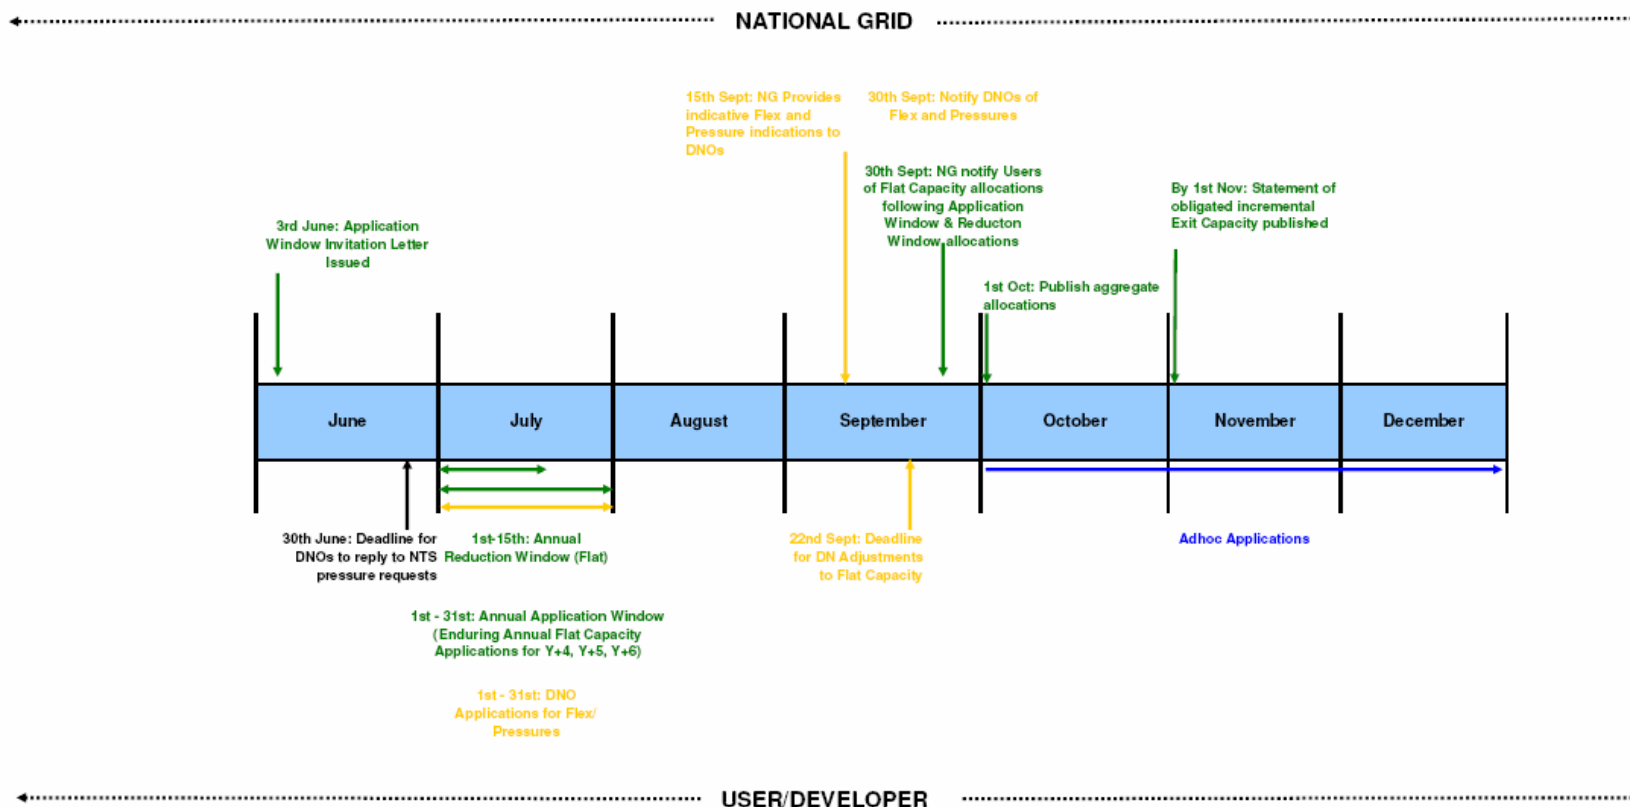 NATIONAL GRID
15th Sept: NG Provides
indicative Flex and
Pressure indications to
DNOs
30th Sept: Notify DNOs of
Flex and Pressures
30th Sept: NG notify Users
of Flat Capacity allocations
following Application
Window & Reducton
Window allocations
By 1st Nov: Statement of
obligated incremental
Exit Capacity published
3rd June: Application
Window Invitation Letter
Issued
1st Oct: Publish aggregate
allocations
June
July
August
September
October
November
December
30th June: Deadline for
DNOs to reply to NTS
pressure requests
1st-15th: Annual
Reduction Window (Flat)
22nd Sept: Deadline
for DN Adjustments
to Flat Capacity
Adhoc Applications
1st - 31st: Annual Application Window
(Enduring Annual Flat Capacity
Applications for Y+4, Y+5, Y+6)
1st - 31st: DNO
Applications for Flex/
Pressures
USER/DEVELOPER